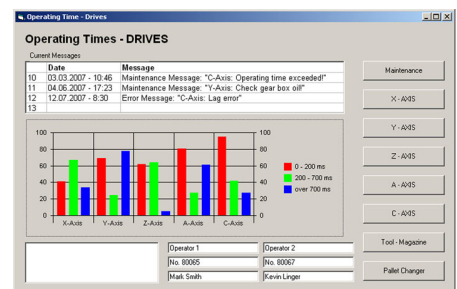 Operating Time - Drives
Operating Times - DRIVES
Current Messages
Date Message
10 03.03.2007 - 10:46 Maintenance Message: "C-Axis: Operating time exceeded!"
11 04.06.2007 - 17:23 Maintenance Message: "Y-Axis: Check gear box oil!"
12 12.07.2007 - 8:30 Error Message: "C-Axis: Lag error"
13
Maintenance
X - AXIS
Y - AXIS
Z - AXIS
A - AXIS
C - AXIS
Tool - Magazine
Pallet Changer
100 100
80 80
60 60
40 40
20 20
0 0
X-Axis Y-Axis Z-Axis A-Axis C-Axis
0 - 200 ms
200 - 700 ms
over 700 ms
Operator 1 Operator 2
No. 80065 No. 80067
Mark Smith Kevin Linger